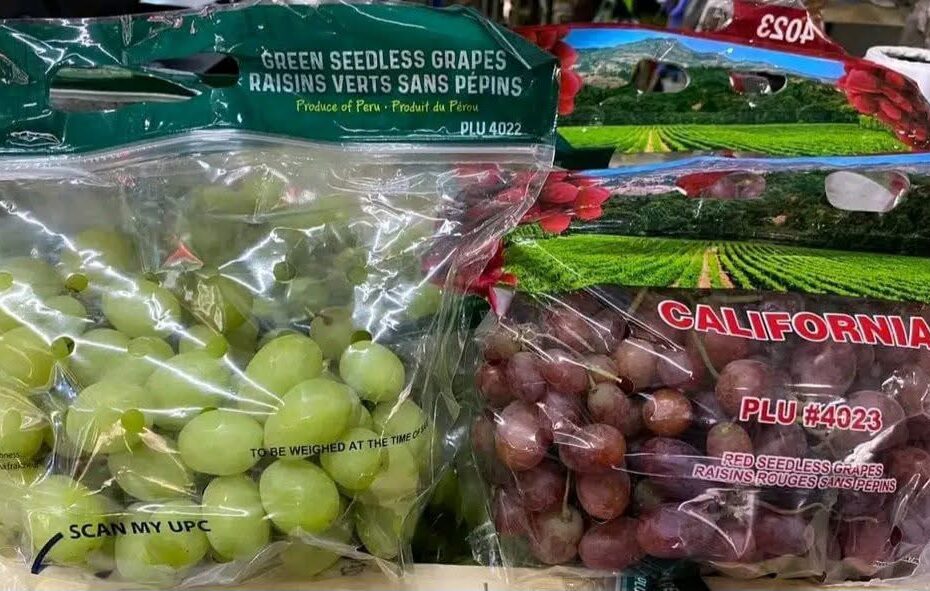 GREEN SEEDLESS GRAPES
RAISINS VERTS SANS PÉPINS
Produce of Peru · Produit du Pérou
PLU 4022
TO BE WEIGHED AT THE TIME OF
SCAN MY UPC
4023
CALIFORNIA
PLU #4023
RED SEEDLESS GRAPES
RAISINS ROUGES SANS PEPINS